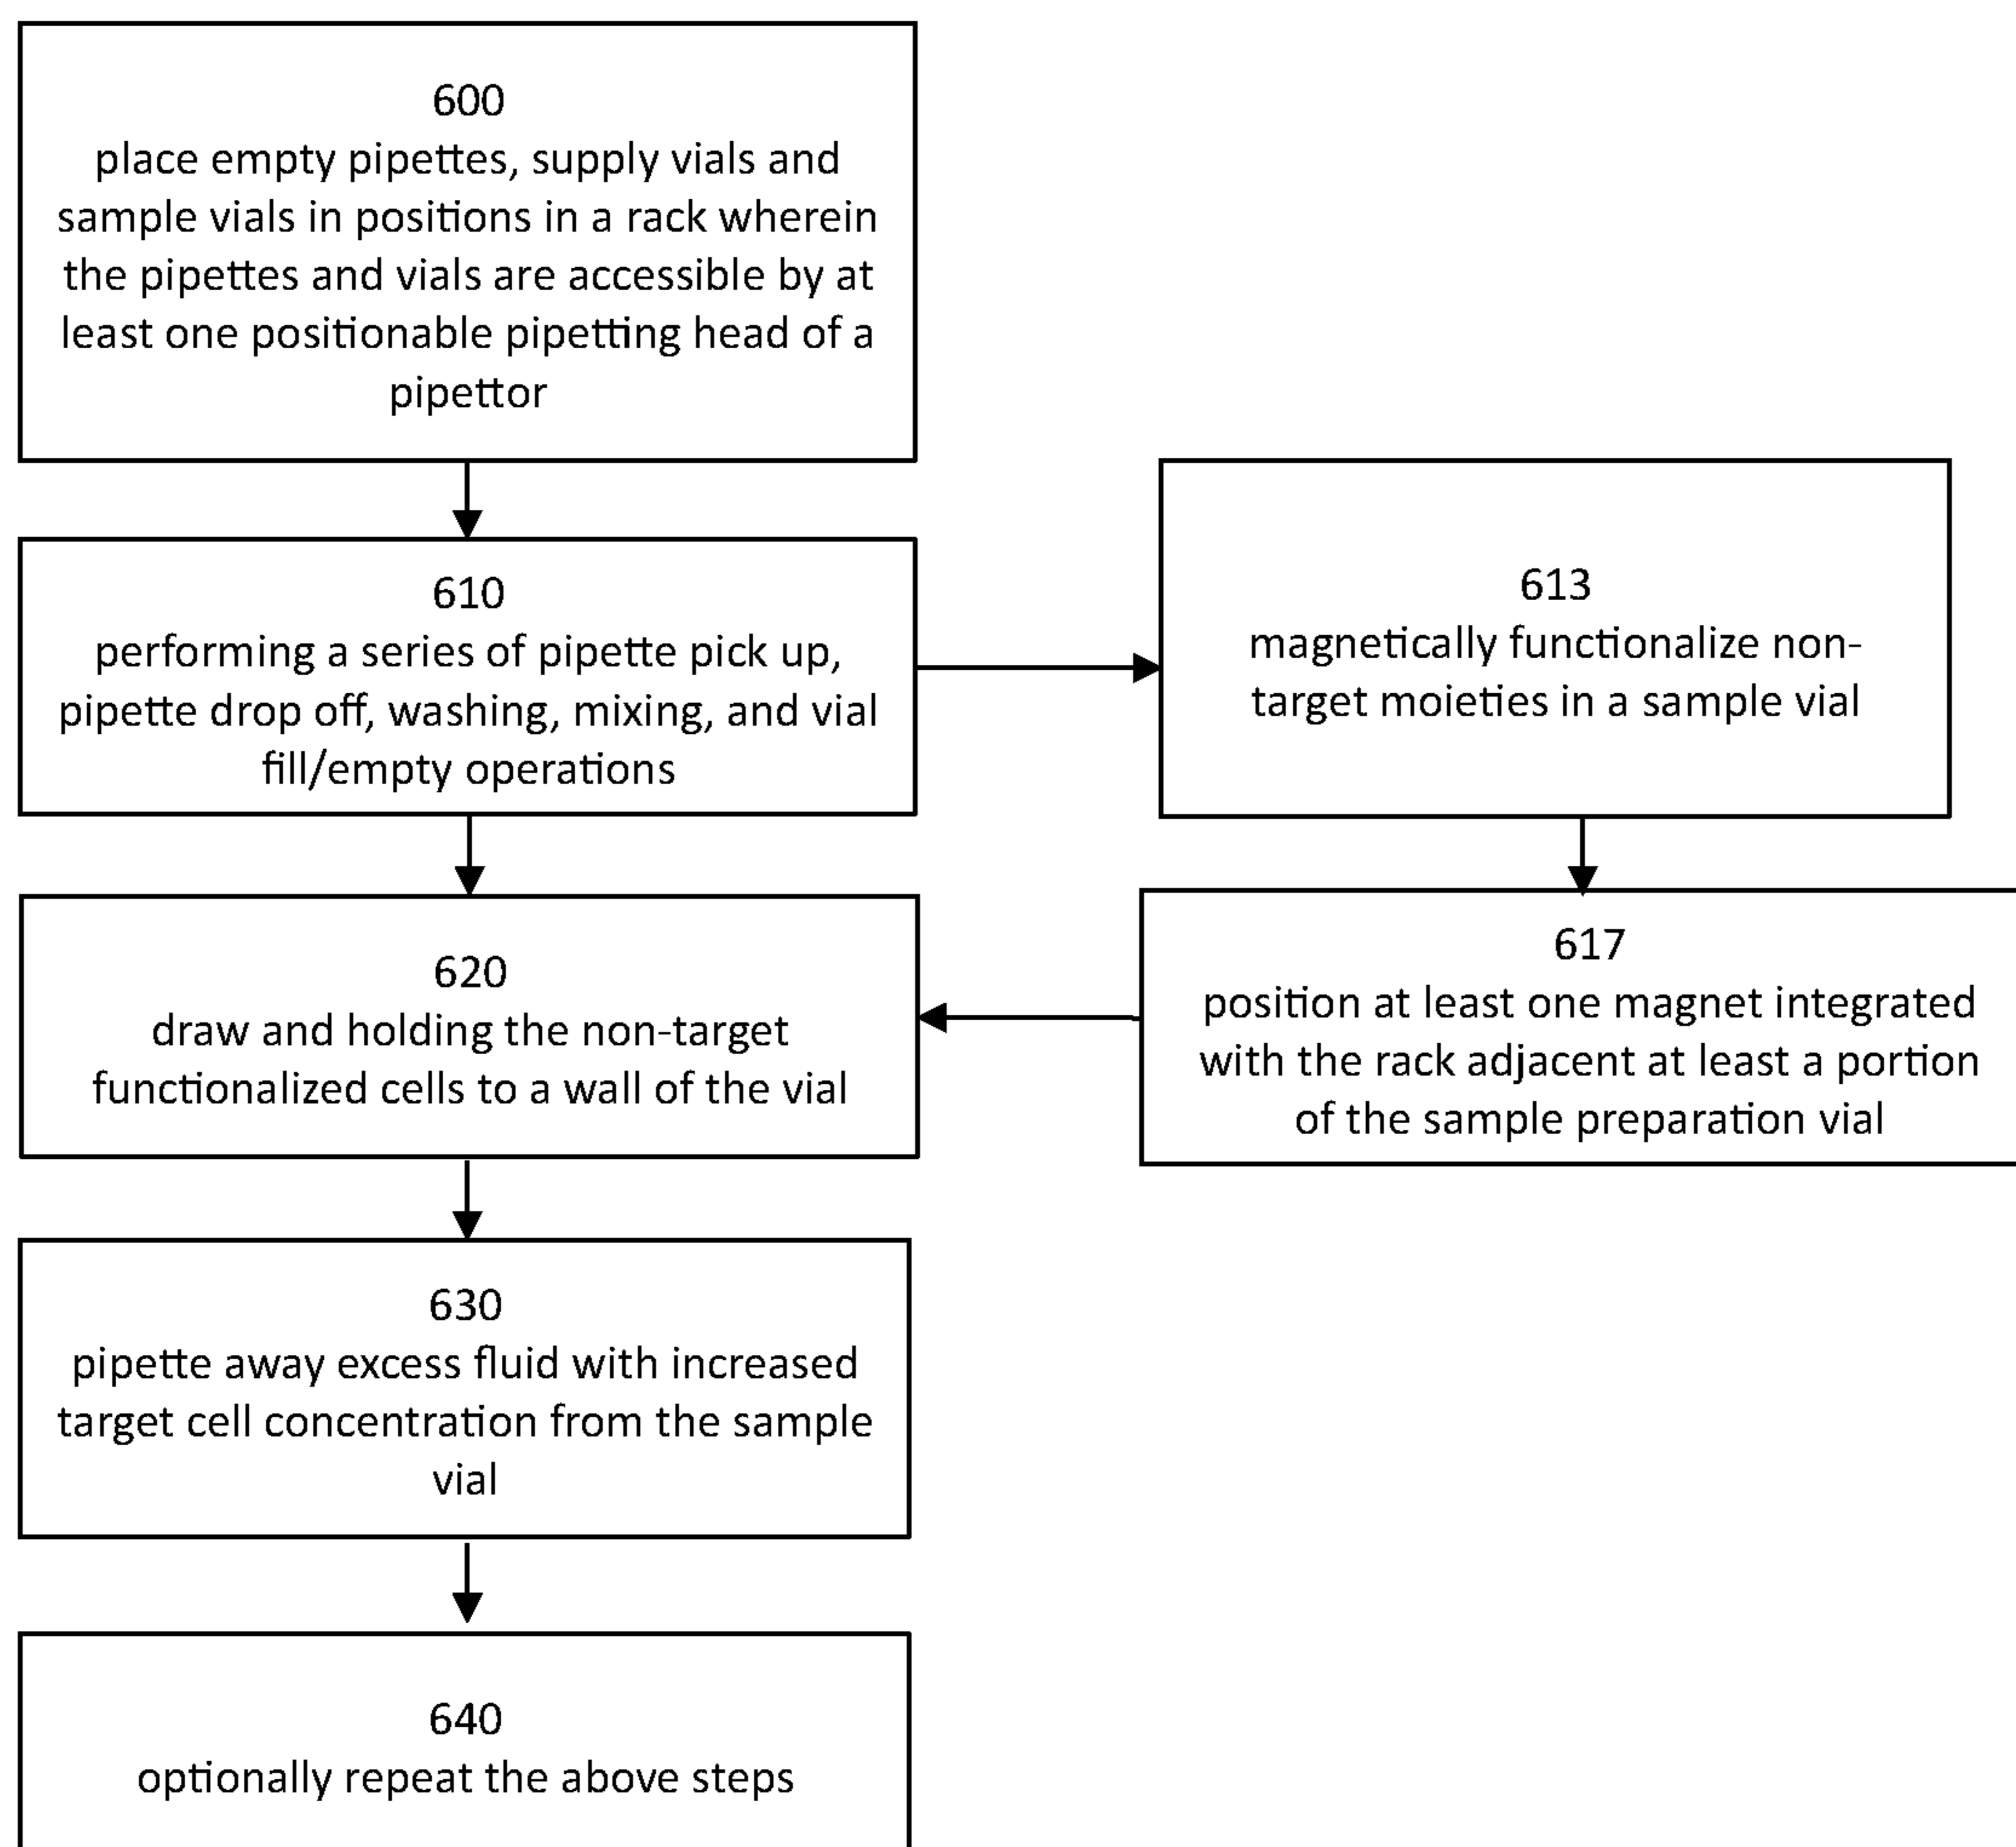 600
place empty pipettes, supply vials and
sample vials in positions in a rack wherein
the pipettes and vials are accessible by at
least one positionable pipetting head of a
pipettor
610
performing a series of pipette pick up,
pipette drop off, washing, mixing, and vial
fill/empty operations
613
magnetically functionalize non-
target moieties in a sample vial
617
position at least one magnet integrated
with the rack adjacent at least a portion
of the sample preparation vial
620
draw and holding the non-target
functionalized cells to a wall of the vial
630
pipette away excess fluid with increased
target cell concentration from the sample
vial
640
optionally repeat the above steps